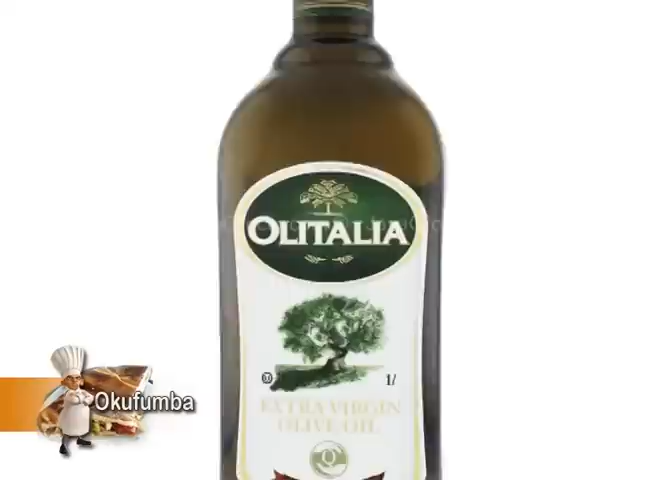 OLITALIA
1l
EXTRA VIRGIN
OLIVE OIL
Q
Okufumba